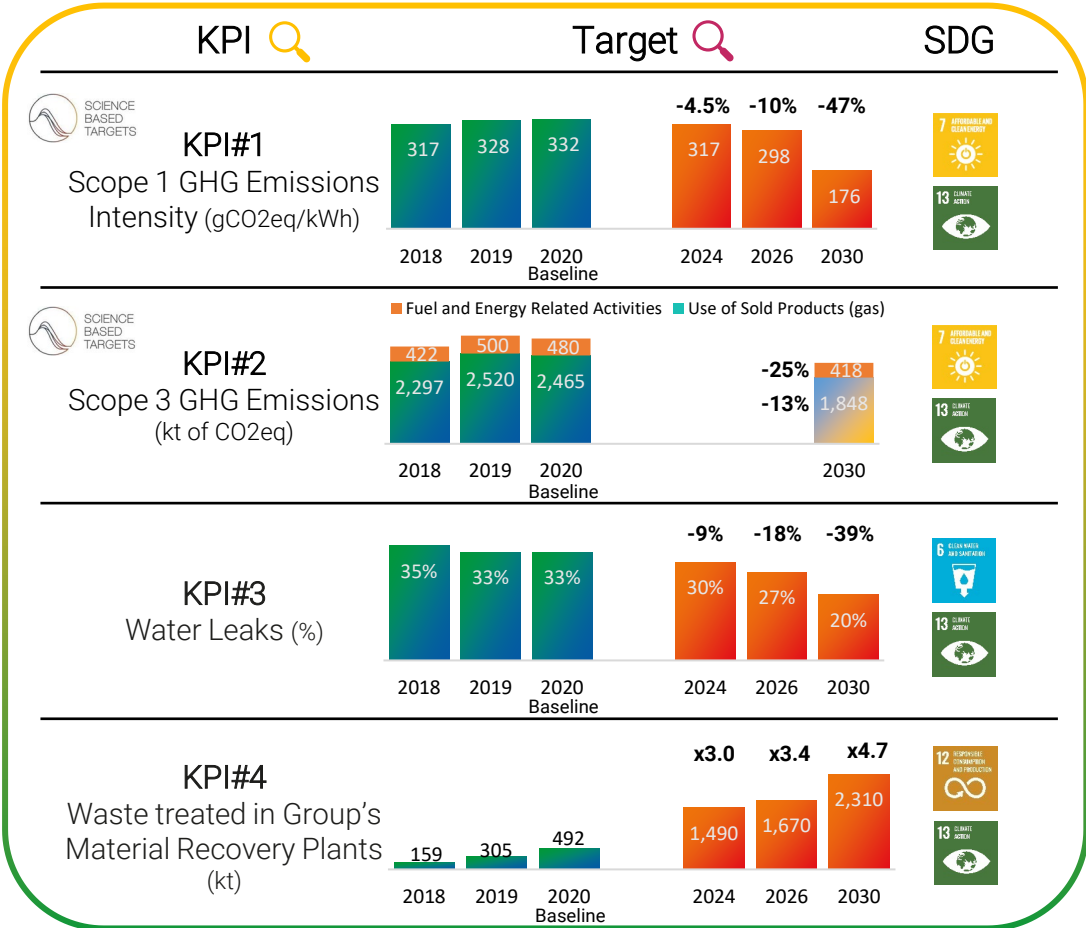 KPI
Target
SDG
SCIENCE
BASED
TARGETS
KPI#1
Scope 1 GHG Emissions
Intensity (gCO2eq/kWh)
-4.5% -10% -47%
317 328 332 317 298 176
2018 2019 2020 2024 2026 2030
Baseline
7 AFFORDABLE AND
CLEAN ENERGY
13 CLIMATE
ACTION
SCIENCE
BASED
TARGETS
KPI#2
Scope 3 GHG Emissions
(kt of CO2eq)
Fuel and Energy Related Activities Use of Sold Products (gas)
422 500 480 -25% 418
2,297 2,520 2,465 -13% 1,848
2018 2019 2020 2030
Baseline
7 AFFORDABLE AND
CLEAN ENERGY
13 CLIMATE
ACTION
KPI#3
Water Leaks (%)
-9% -18% -39%
35% 33% 33% 30% 27% 20%
2018 2019 2020 2024 2026 2030
Baseline
6 CLEAN WATER
AND SANITATION
13 CLIMATE
ACTION
KPI#4
Waste treated in Group's
Material Recovery Plants
(kt)
x3.0 x3.4 x4.7
159 305 492 1,490 1,670 2,310
2018 2019 2020 2024 2026 2030
Baseline
12 RESPONSIBLE
CONSUMPTION
AND PRODUCTION
13 CLIMATE
ACTION